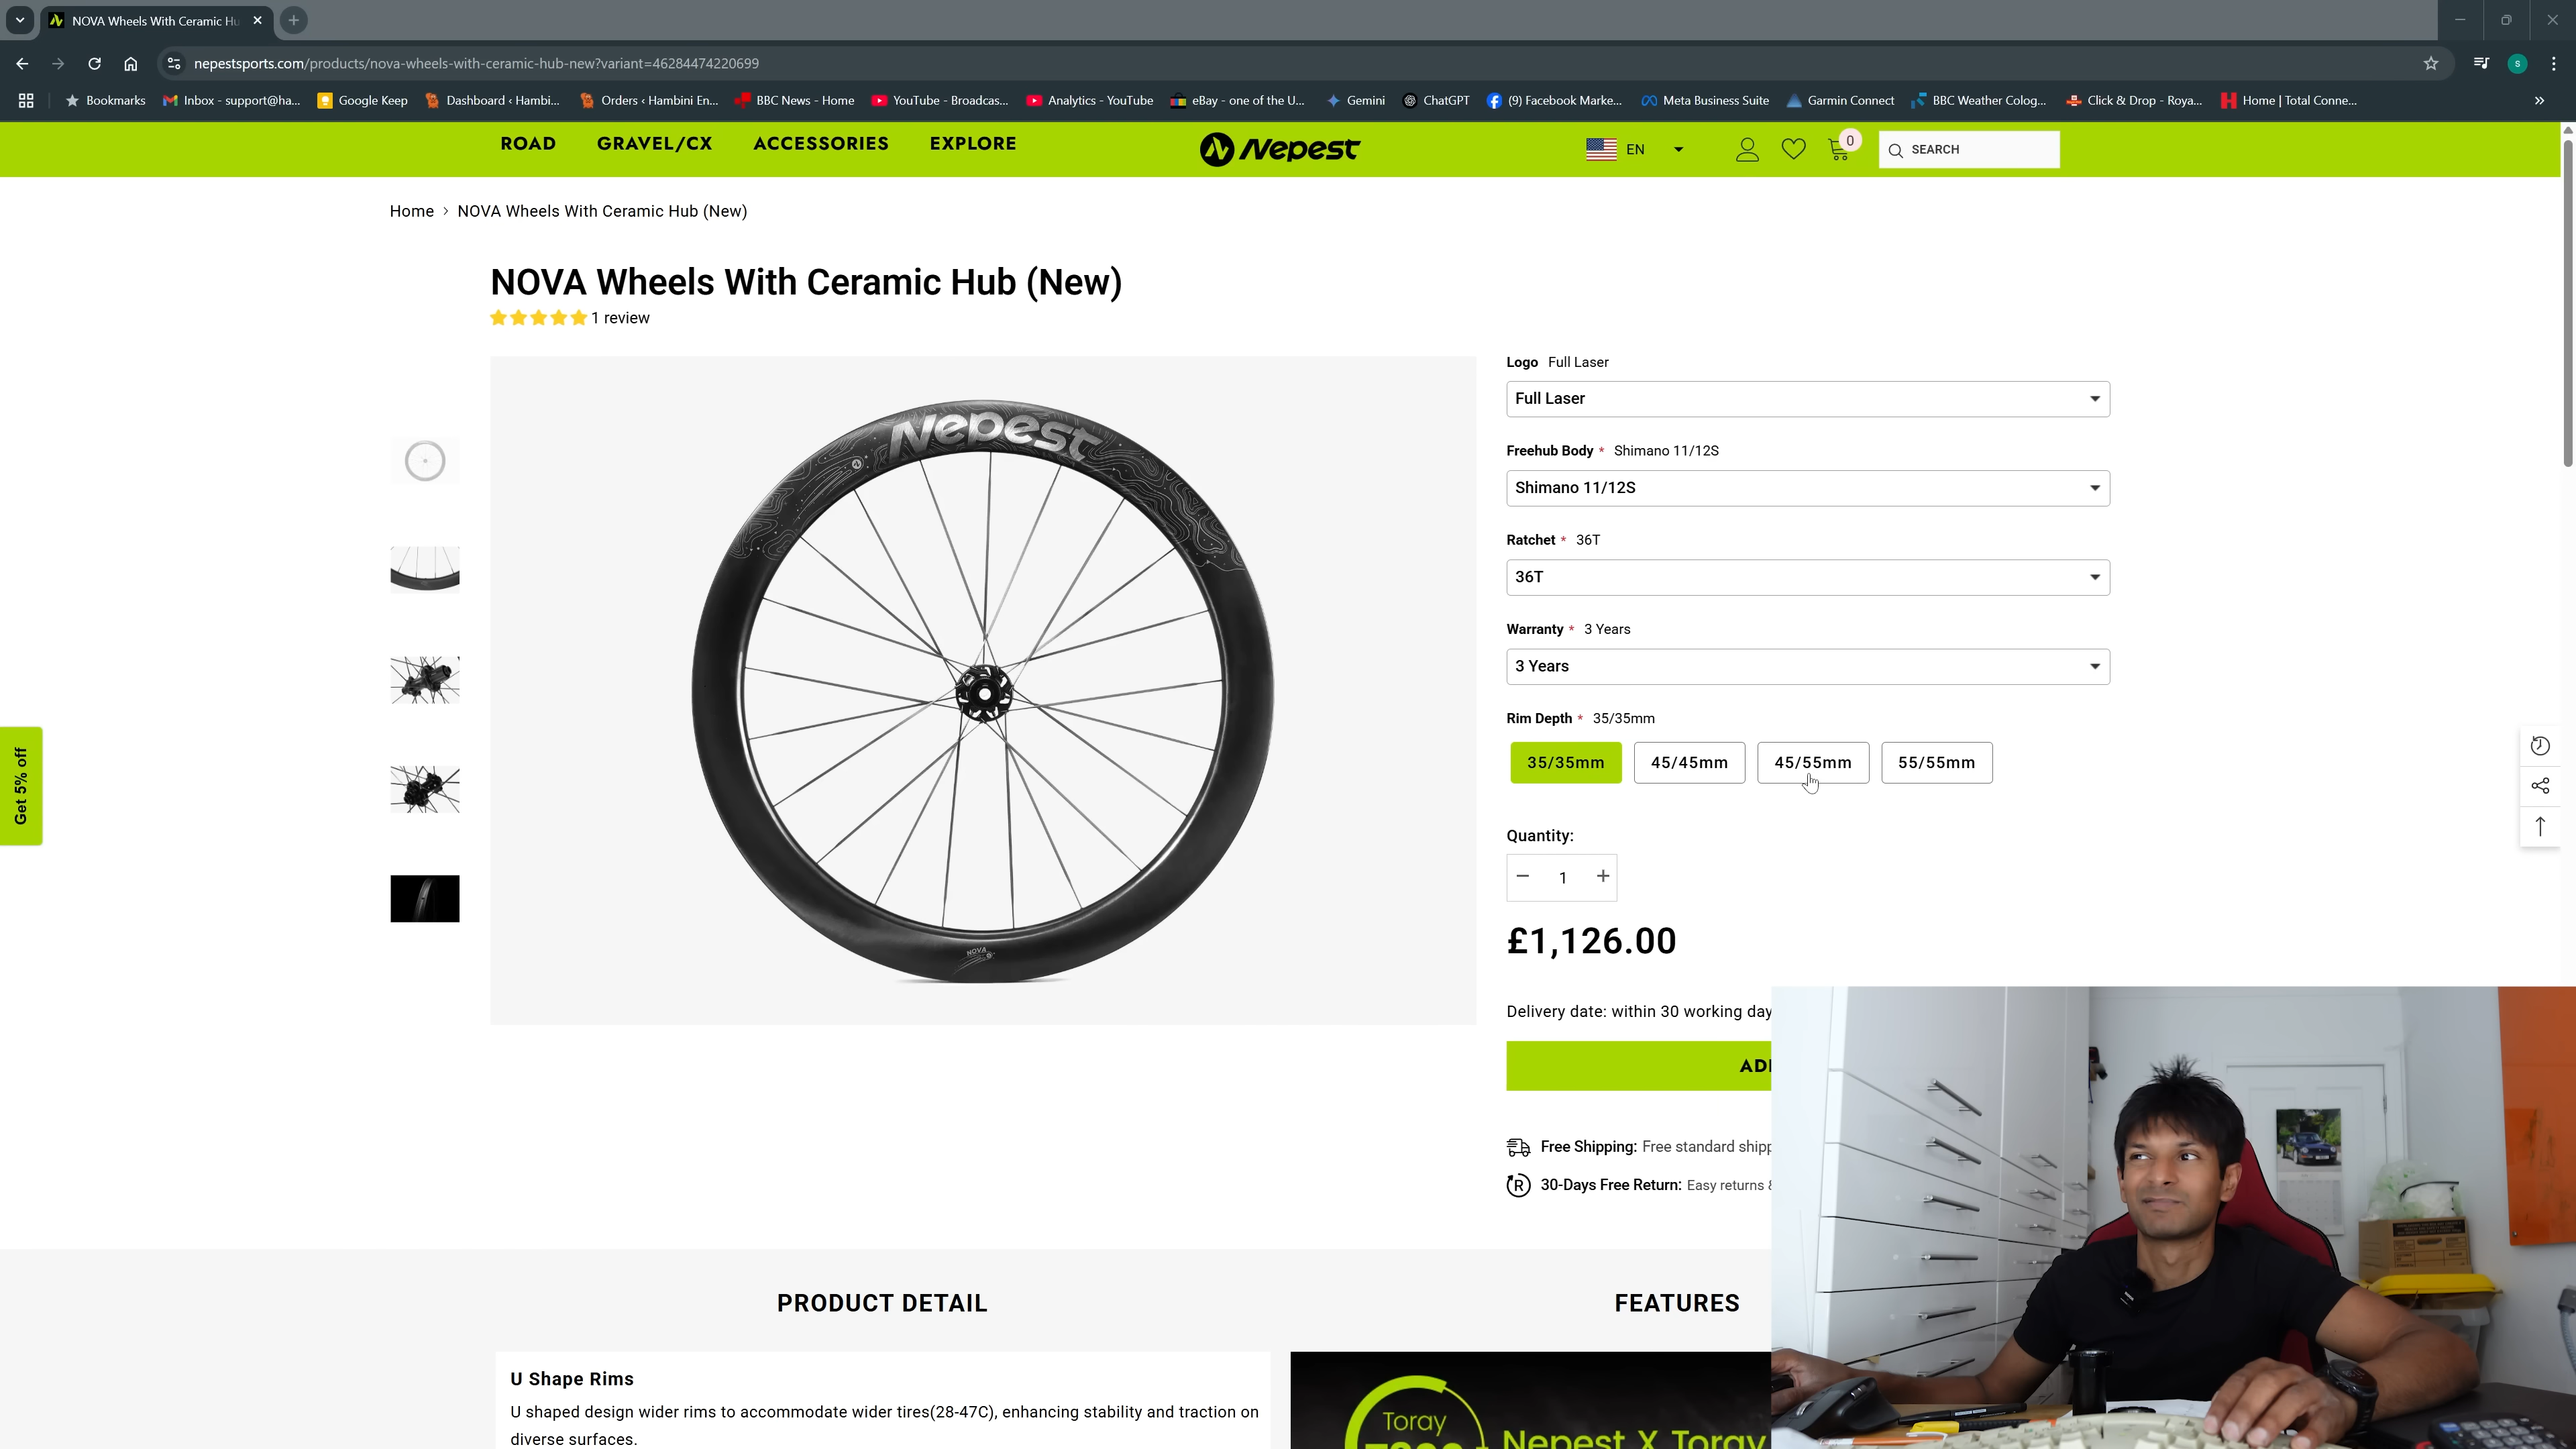 NOVA Wheels With Ceramic Hu
nepestsports.com/products/nova-wheels-with-ceramic-hub-new?variant=46284474220699
S
Bookmarks
Inbox - support@ha...
Google Keep
Dashboard ‹ Hambi...
Orders ‹ Hambini En...
BBC News - Home
YouTube - Broadcas...
Analytics - YouTube
eBay - one of the U...
Gemini
ChatGPT
(9) Facebook Marke...
Meta Business Suite
Garmin Connect
BBC Weather Colog...
Click & Drop - Roya...
Home | Total Conne...
»
ROAD
GRAVEL/CX
ACCESSORIES
EXPLORE
Nepest
EN
0
SEARCH
Home > NOVA Wheels With Ceramic Hub (New)
NOVA Wheels With Ceramic Hub (New)
1 review
Nepest
NOVA
Logo Full Laser
Full Laser
Freehub Body * Shimano 11/12S
Shimano 11/12S
Ratchet * 36T
36T
Warranty * 3 Years
3 Years
Rim Depth * 35/35mm
35/35mm
45/45mm
45/55mm
55/55mm
Get 5% off
Quantity:
− 1 +
£1,126.00
Delivery date: within 30 working day
ADD
Free Shipping: Free standard shipp
R
30-Days Free Return: Easy returns &
PRODUCT DETAIL
FEATURES
U Shape Rims
U shaped design wider rims to accommodate wider tires(28-47C), enhancing stability and traction on
diverse surfaces.
Toray
Nepest X Toray